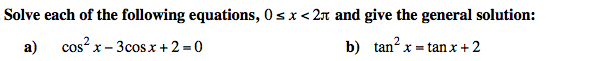 Solve each of the following equations, 0 ≤ x < 2π and give the general solution:
a) cos² x − 3cos x + 2 = 0 b) tan² x = tan x + 2